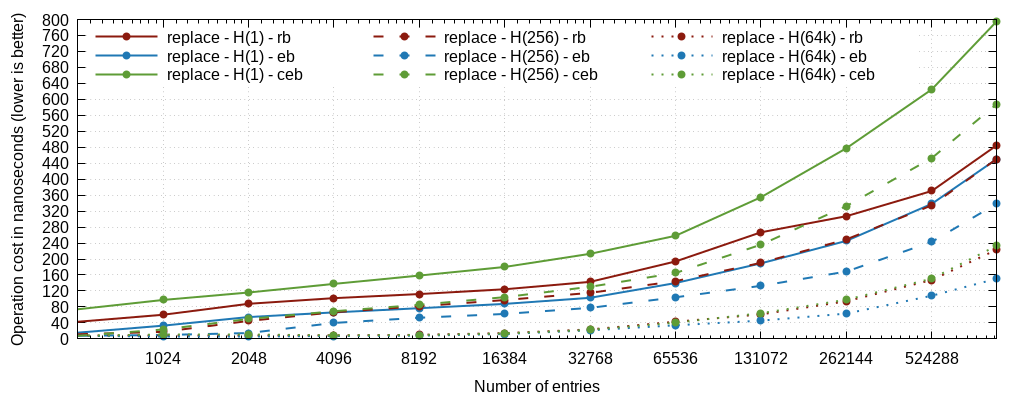 Operation cost in nanoseconds (lower is better)
800
760
720
680
640
600
560
520
480
440
400
360
320
280
240
200
160
120
80
40
0
replace - H(1) - rb
replace - H(1) - eb
replace - H(1) - ceb
replace - H(256) - rb
replace - H(256) - eb
replace - H(256) - ceb
replace - H(64k) - rb
replace - H(64k) - eb
replace - H(64k) - ceb
1024 2048 4096 8192 16384 32768 65536 131072 262144 524288
Number of entries